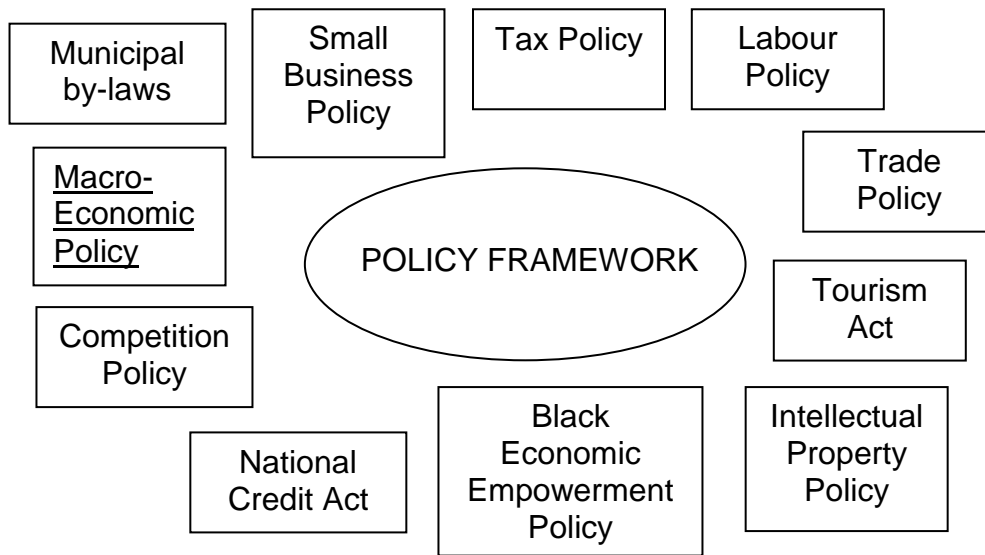 Municipal
by-laws
Small
Business
Policy
Tax Policy
Labour
Policy
Macro-
Economic
Policy
POLICY FRAMEWORK
Trade
Policy
Tourism
Act
Competition
Policy
National
Credit Act
Black
Economic
Empowerment
Policy
Intellectual
Property
Policy